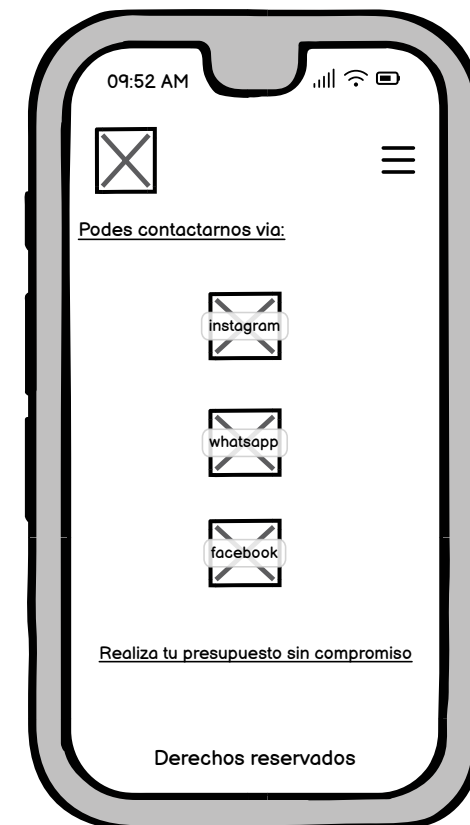 09:52 AM
Podes contactarnos via:
instagram
whatsapp
facebook
Realiza tu presupuesto sin compromiso
Derechos reservados